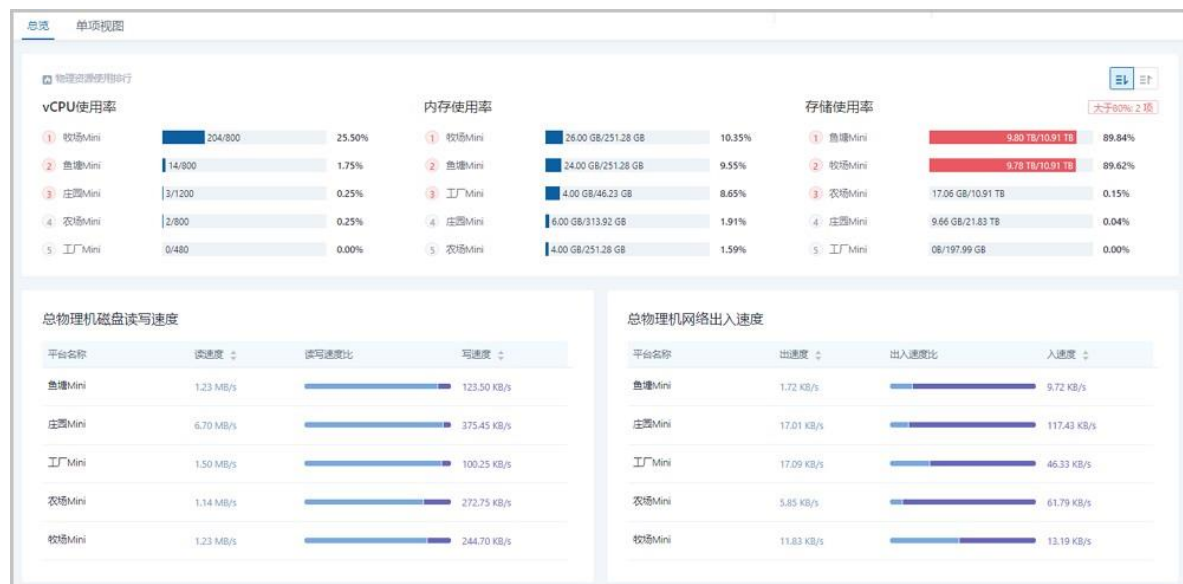 总览 单项视图
物理资源使用排行
vCPU使用率 内存使用率 存储使用率 大于80%: 2 项
1 牧场Mini 204/800 25.50% 1 牧场Mini 26.00 GB/251.28 GB 10.35% 1 鱼塘Mini 9.80 TB/10.91 TB 89.84%
2 鱼塘Mini 14/800 1.75% 2 鱼塘Mini 24.00 GB/251.28 GB 9.55% 2 牧场Mini 9.78 TB/10.91 TB 89.62%
3 庄园Mini 3/1200 0.25% 3 工厂Mini 4.00 GB/46.23 GB 8.65% 3 农场Mini 17.06 GB/10.91 TB 0.15%
4 农场Mini 2/800 0.25% 4 庄园Mini 6.00 GB/313.92 GB 1.91% 4 庄园Mini 9.66 GB/21.83 TB 0.04%
5 工厂Mini 0/480 0.00% 5 农场Mini 4.00 GB/251.28 GB 1.59% 5 工厂Mini 0B/197.99 GB 0.00%
总物理机磁盘读写速度 总物理机网络出入速度
平台名称 读速度 读写速度比 写速度 平台名称 出速度 出入速度比 入速度
鱼塘Mini 1.23 MB/s 123.50 KB/s 鱼塘Mini 1.72 KB/s 9.72 KB/s
庄园Mini 6.70 MB/s 375.45 KB/s 庄园Mini 17.01 KB/s 117.43 KB/s
工厂Mini 1.50 MB/s 100.25 KB/s 工厂Mini 17.09 KB/s 46.33 KB/s
农场Mini 1.14 MB/s 272.75 KB/s 农场Mini 5.85 KB/s 61.79 KB/s
牧场Mini 1.23 MB/s 244.70 KB/s 牧场Mini 11.83 KB/s 13.19 KB/s